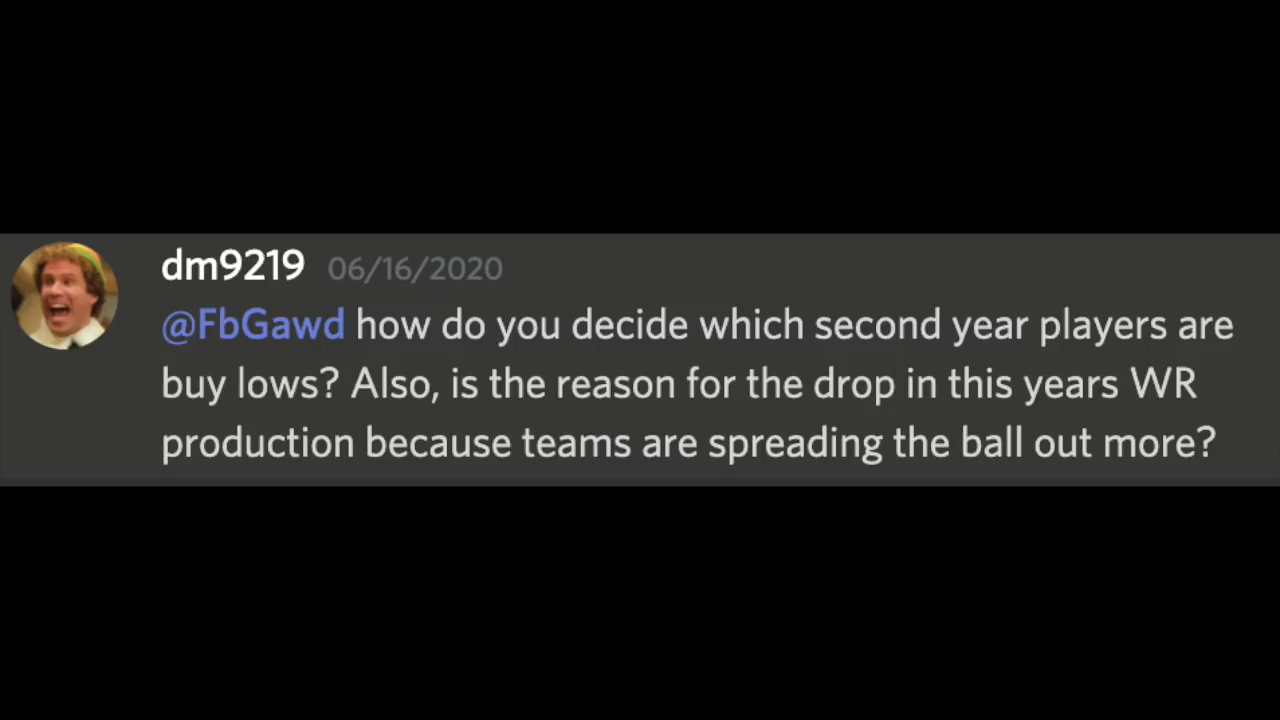 dm9219 06/16/2020
@FbGawd how do you decide which second year players are
buy lows? Also, is the reason for the drop in this years WR
production because teams are spreading the ball out more?